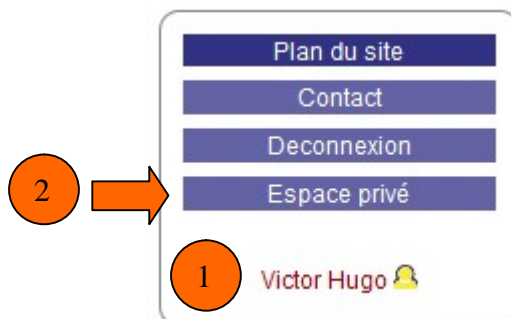 Plan du site
Contact
Deconnexion
2
Espace privé
1
Victor Hugo